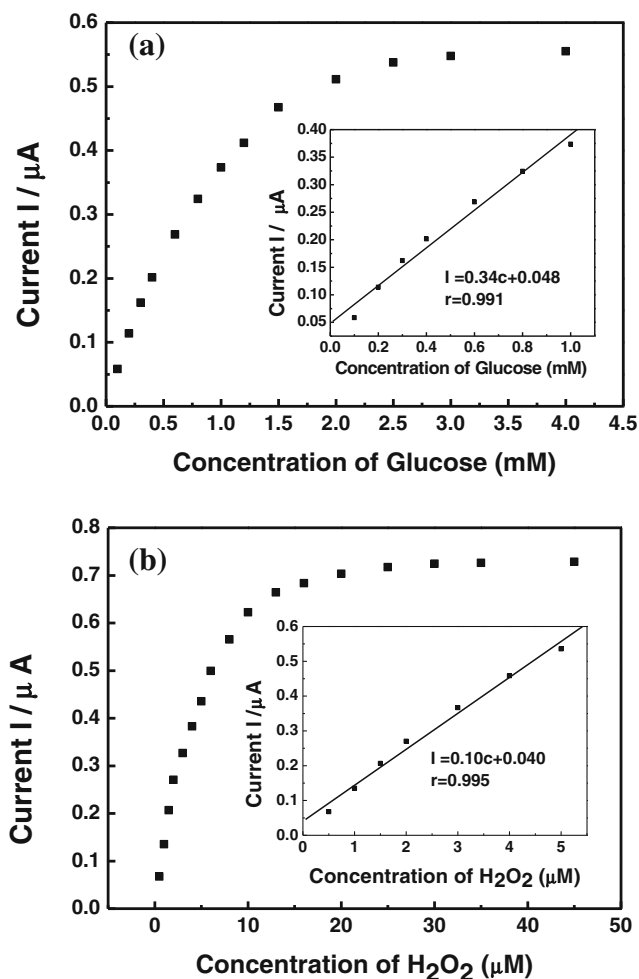 (a)
0.6
0.5
0.4
0.3
0.2
0.1
0.0
Current I / μA
0.0 0.5 1.0 1.5 2.0 2.5 3.0 3.5 4.0 4.5
Concentration of Glucose (mM)
0.40
0.35
0.30
0.25
0.20
0.15
0.10
0.05
Current I / μA
I =0.34c+0.048
r=0.991
0.0 0.2 0.4 0.6 0.8 1.0
Concentration of Glucose (mM)
(b)
0.8
0.7
0.6
0.5
0.4
0.3
0.2
0.1
0.0
Current I / μ A
0 10 20 30 40 50
Concentration of H₂O₂ (μM)
0.6
0.5
0.4
0.3
0.2
0.1
0.0
Current I /μ A
I =0.10c+0.040
r=0.995
0 1 2 3 4 5
Concentration of H₂O₂ (μM)